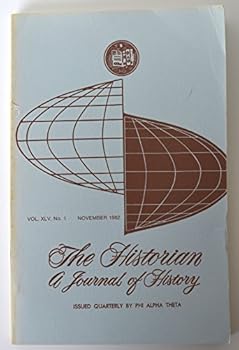 VOL. XLV, No. 1 NOVEMBER 1982
The Historian
A Journal of History
ISSUED QUARTERLY BY PHI ALPHA THETA